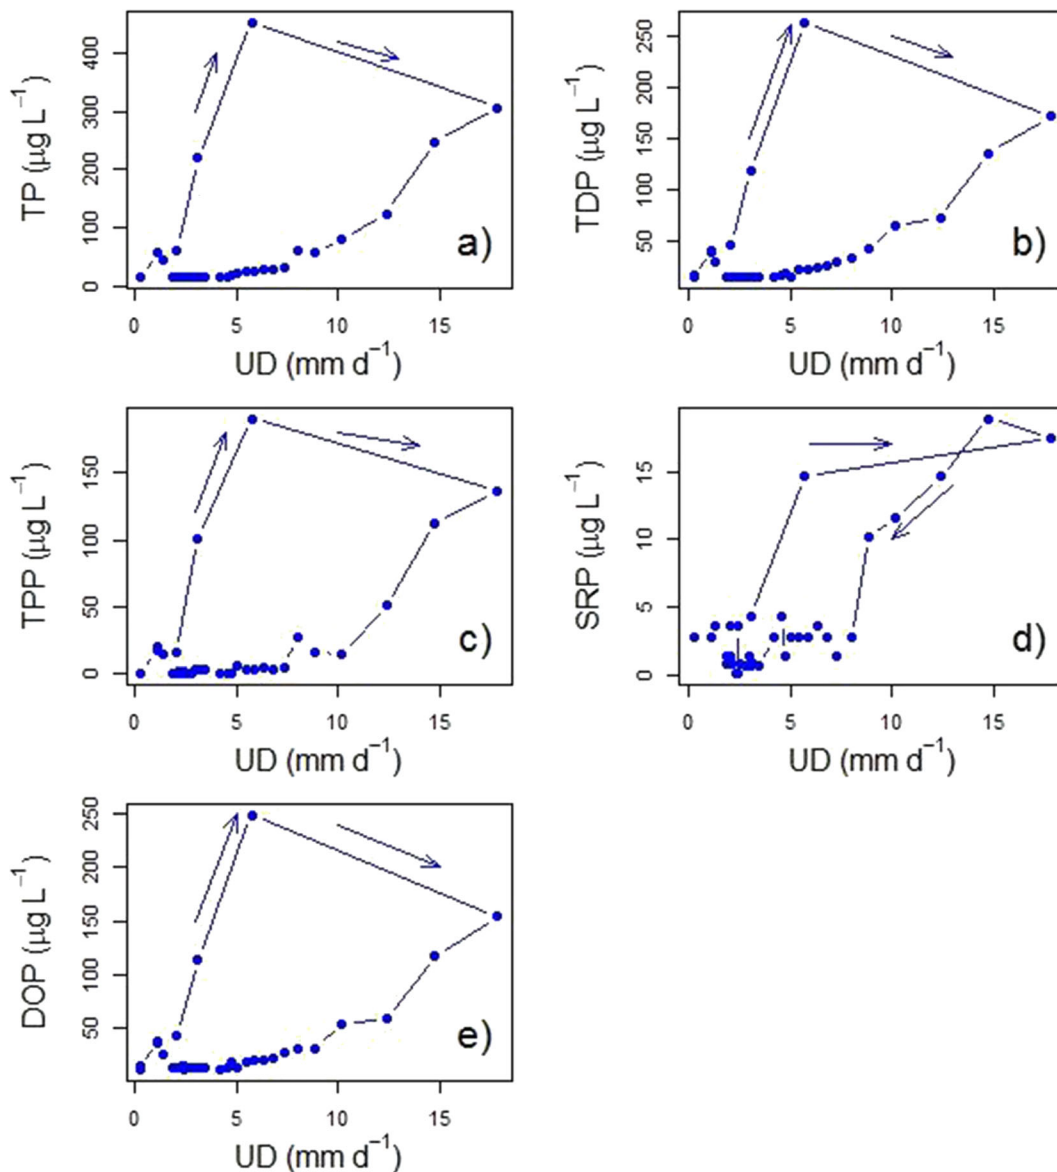 TP (µg L⁻¹)
0 100 200 300 400
a)
0 5 10 15
UD (mm d⁻¹)
TDP (µg L⁻¹)
50 100 150 200 250
b)
0 5 10 15
UD (mm d⁻¹)
TPP (µg L⁻¹)
0 50 100 150
c)
0 5 10 15
UD (mm d⁻¹)
SRP (µg L⁻¹)
0 5 10 15
d)
0 5 10 15
UD (mm d⁻¹)
DOP (µg L⁻¹)
50 100 150 200 250
e)
0 5 10 15
UD (mm d⁻¹)